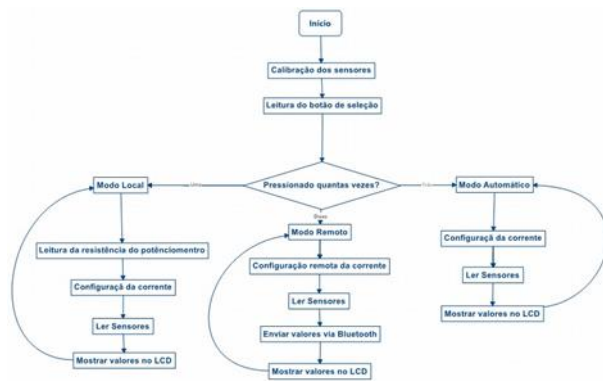 Início
Calibração dos sensores
Leitura do botão de seleção
Pressionado quantas vezes?
Modo Local
Modo Automático
Duas
Modo Remoto
Leitura da resistência do potênciomentro
Configuraçã da corrente
Ler Sensores
Mostrar valores no LCD
Configuração remota da corrente
Ler Sensores
Enviar valores via Bluetooth
Mostrar valores no LCD
Configuraçã da corrente
Ler Sensores
Mostrar valores no LCD